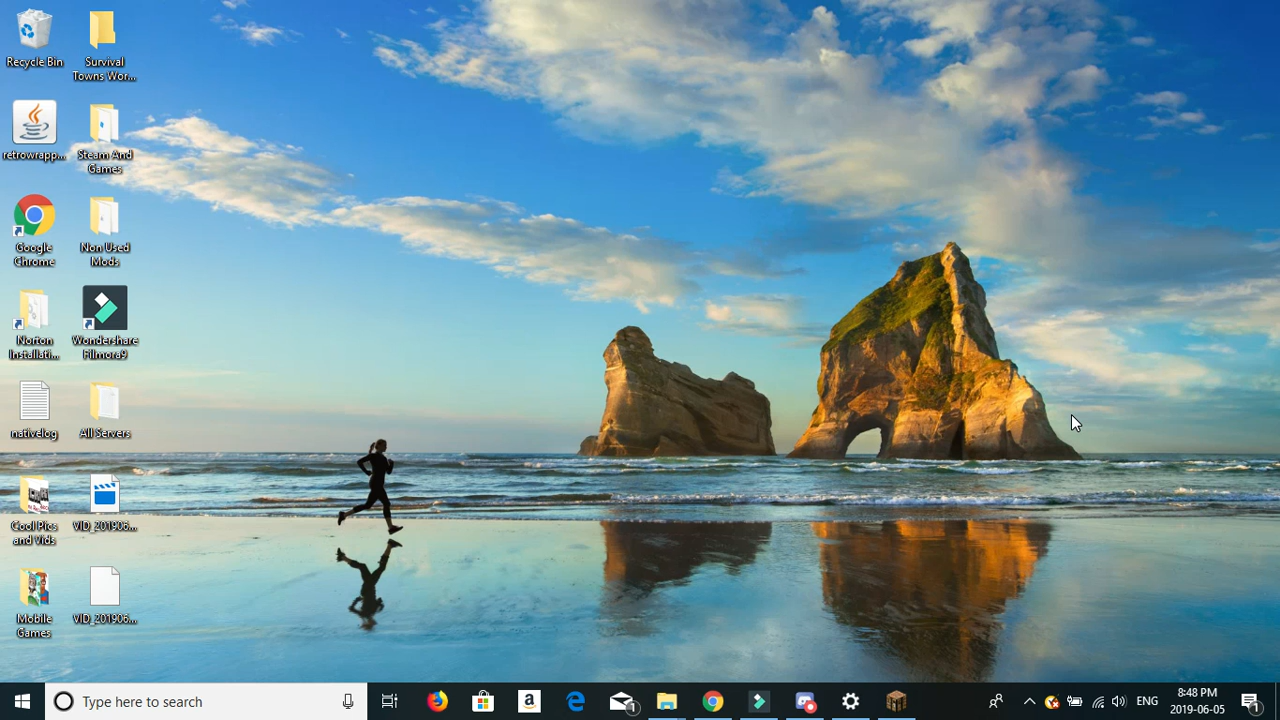 Recycle Bin
Survival
Towns Wor...
retrowrapp...
Steam And
Games
Google
Chrome
Non Used
Mods
Norton
Installati...
Wondershare
Filmora9
nativelog
All Servers
Cool Pics
and Vids
VID_201906...
Mobile
Games
VID_201906...
Type here to search
a
1
ENG
8:48 PM
2019-06-05
1